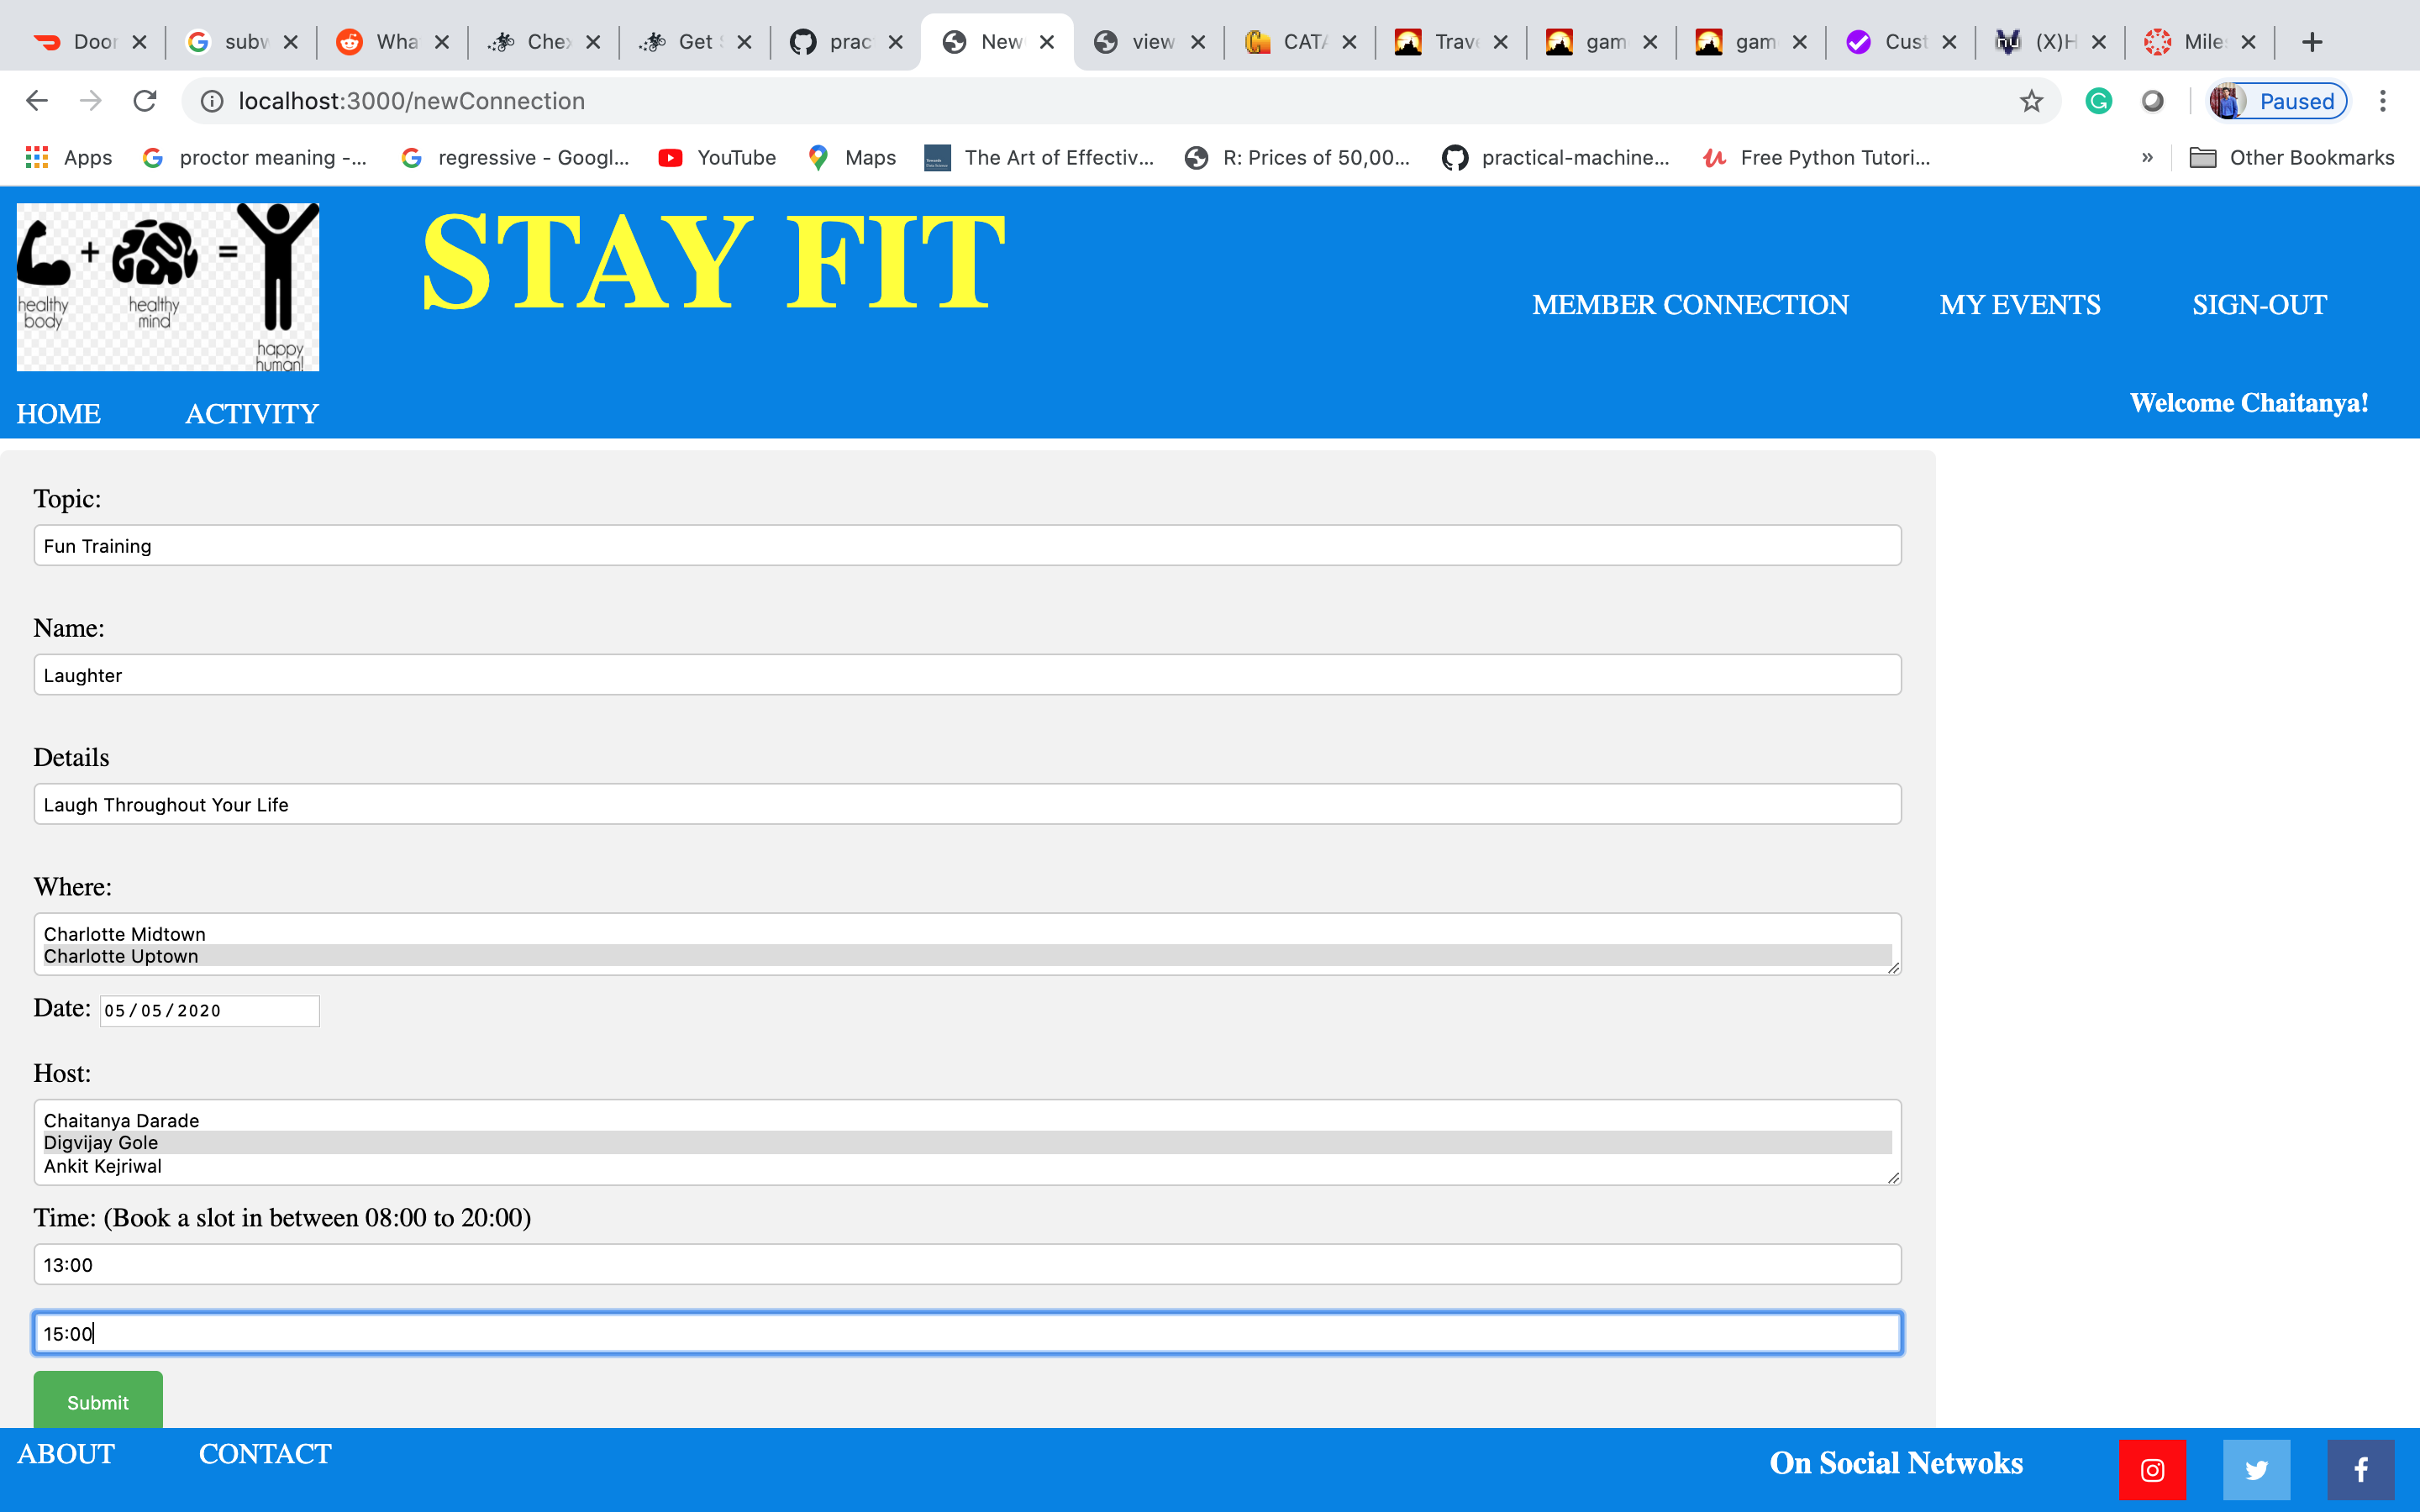 Door
subw
Wha
Che
Get
prac
New
view
CATA
Trave
gam
gam
Cust
(X)H
Mile
localhost:3000/newConnection
Paused
Apps
proctor meaning -...
regressive - Googl...
YouTube
Maps
The Art of Effectiv...
R: Prices of 50,00...
practical-machine...
Free Python Tutori...
»
Other Bookmarks
healthy body
healthy mind
happy human!
STAY FIT
MEMBER CONNECTION
MY EVENTS
SIGN-OUT
HOME
ACTIVITY
Welcome Chaitanya!
Topic:
Fun Training
Name:
Laughter
Details
Laugh Throughout Your Life
Where:
Charlotte Midtown
Charlotte Uptown
Date: 05/05/2020
Host:
Chaitanya Darade
Digvijay Gole
Ankit Kejriwal
Time: (Book a slot in between 08:00 to 20:00)
13:00
15:00
Submit
ABOUT
CONTACT
On Social Netwoks